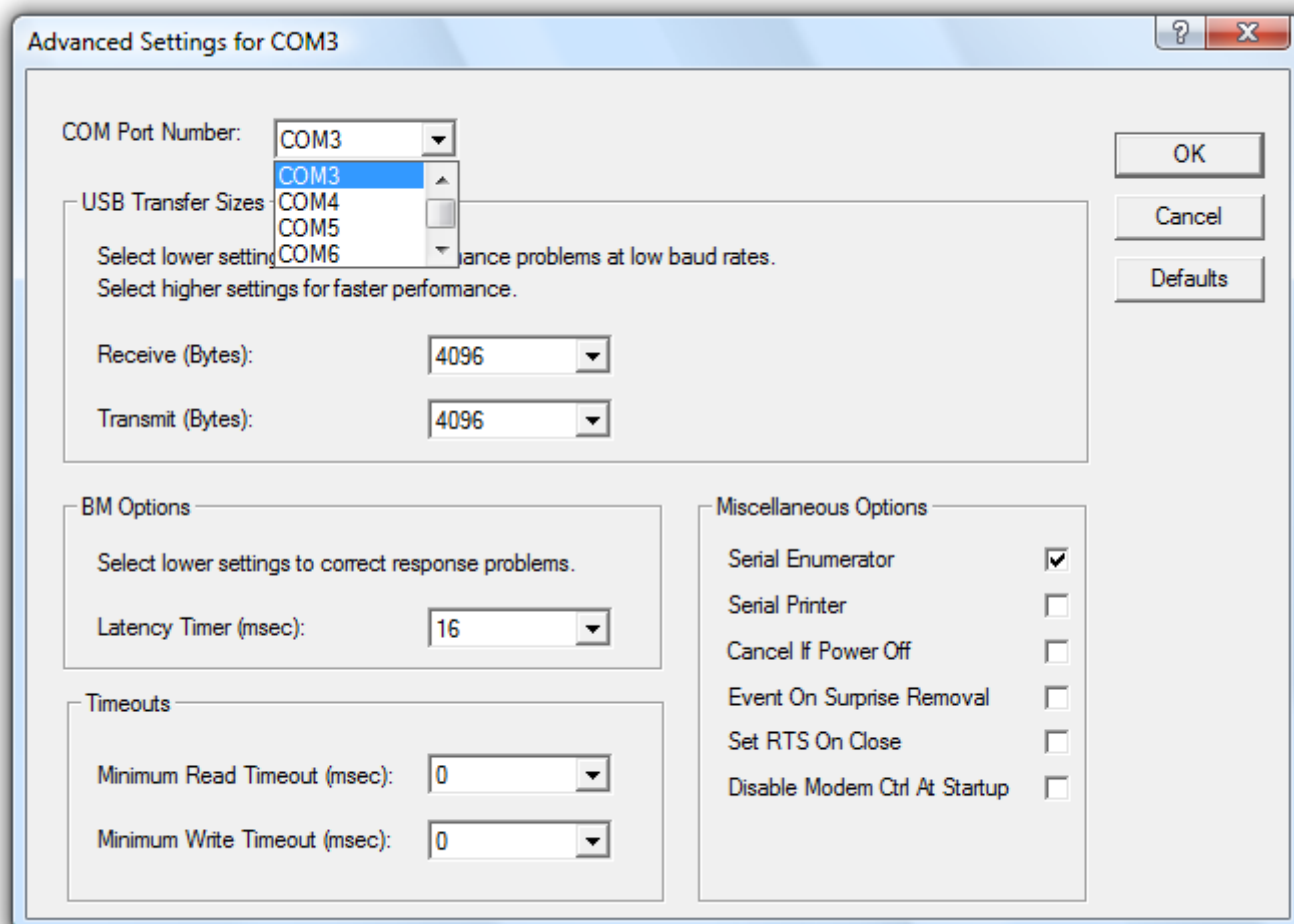 Advanced Settings for COM3
?
X
COM Port Number:
COM3
OK
COM3
COM4
COM5
COM6
USB Transfer Sizes
Cancel
Select lower setting ance problems at low baud rates.
Select higher settings for faster performance.
Defaults
Receive (Bytes):
4096
Transmit (Bytes):
4096
BM Options
Select lower settings to correct response problems.
Latency Timer (msec):
16
Timeouts
Minimum Read Timeout (msec):
0
Minimum Write Timeout (msec):
0
Miscellaneous Options
Serial Enumerator
Serial Printer
Cancel If Power Off
Event On Surprise Removal
Set RTS On Close
Disable Modem Ctrl At Startup